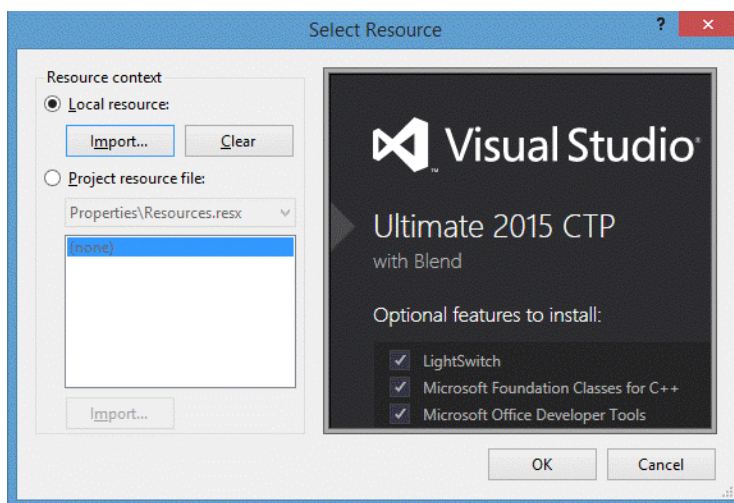 Select Resource
?
Resource context
Local resource:
Import...
Clear
Project resource file:
Properties\Resources.resx
(none)
Import...
Visual Studio®
™
Ultimate 2015 CTP
with Blend
Optional features to install:
LightSwitch
Microsoft Foundation Classes for C++
Microsoft Office Developer Tools
OK
Cancel